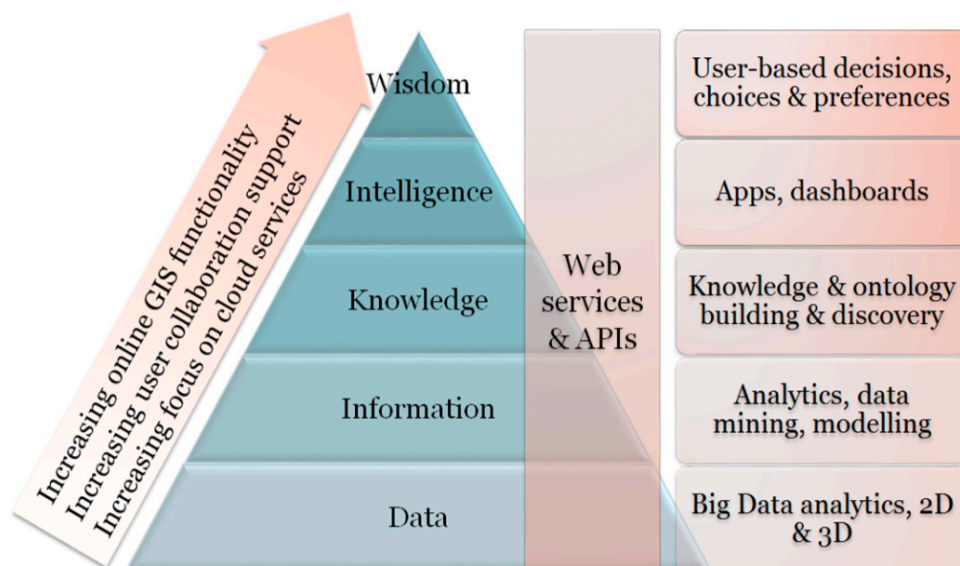 Increasing online GIS functionality
Increasing user collaboration support
Increasing focus on cloud services
Wisdom
Intelligence
Knowledge
Information
Data
Web
services
& APIs
User-based decisions,
choices & preferences
Apps, dashboards
Knowledge & ontology
building & discovery
Analytics, data
mining, modelling
Big Data analytics, 2D
& 3D